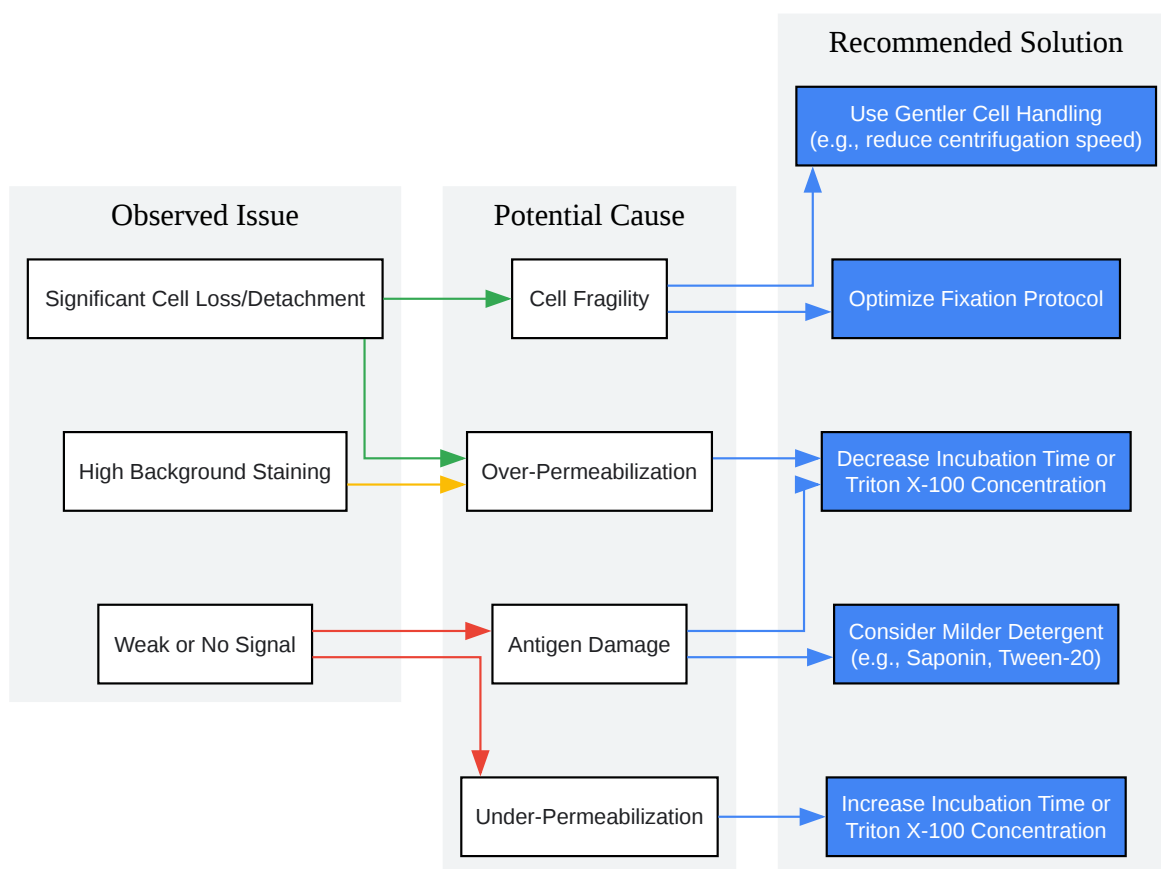 Recommended Solution
Use Gentler Cell Handling
(e.g., reduce centrifugation speed)
Observed Issue
Potential Cause
Significant Cell Loss/Detachment
Cell Fragility
Optimize Fixation Protocol
High Background Staining
Over-Permeabilization
Decrease Incubation Time or
Triton X-100 Concentration
Weak or No Signal
Antigen Damage
Consider Milder Detergent
(e.g., Saponin, Tween-20)
Under-Permeabilization
Increase Incubation Time or
Triton X-100 Concentration